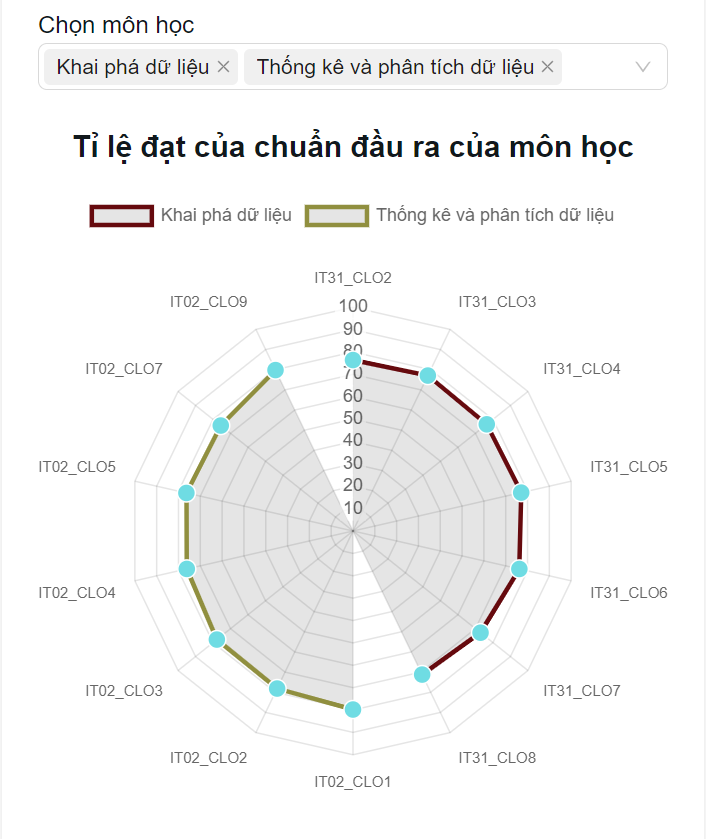 Chọn môn học
Khai phá dữ liệu × Thống kê và phân tích dữ liệu ×
Tỉ lệ đạt của chuẩn đầu ra của môn học
Khai phá dữ liệu Thống kê và phân tích dữ liệu
IT31_CLO2
IT02_CLO9 IT31_CLO3
100
90
80
IT02_CLO7 70 IT31_CLO4
60
50
40
IT02_CLO5 30 IT31_CLO5
20
10
IT02_CLO4 IT31_CLO6
IT02_CLO3 IT31_CLO7
IT02_CLO2 IT31_CLO8
IT02_CLO1